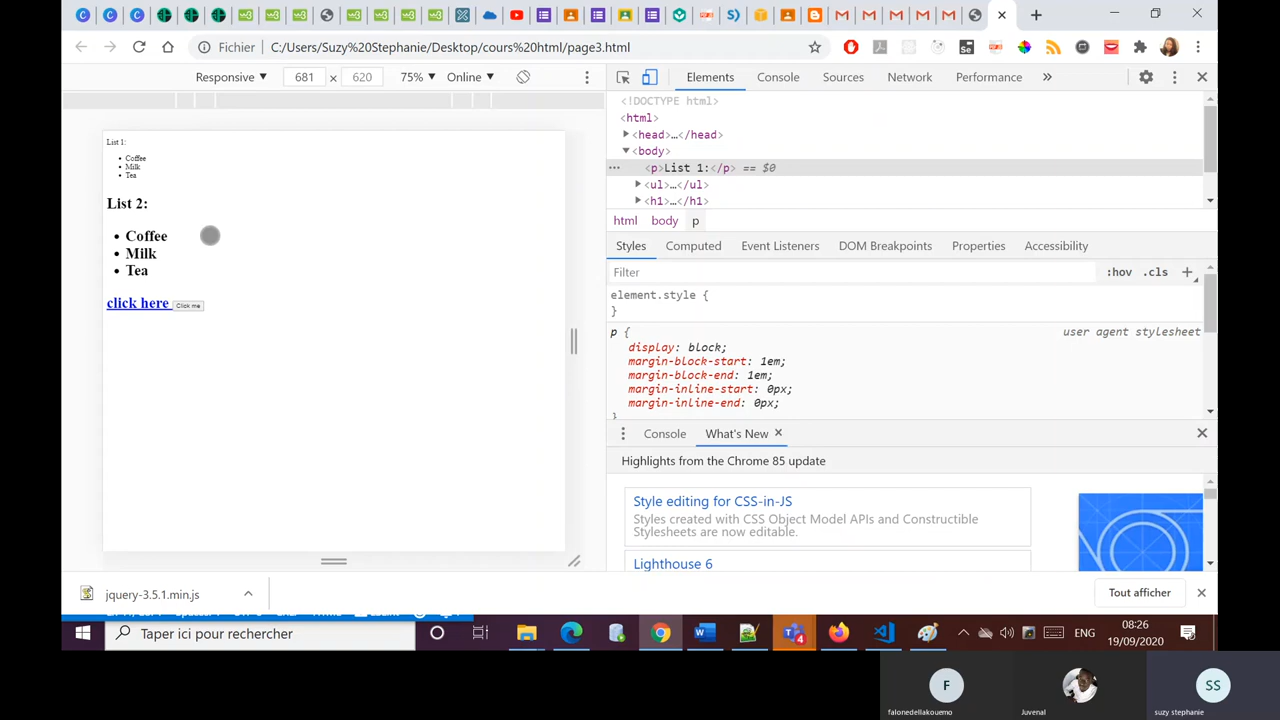 Fichier C:/Users/Suzy%20Stephanie/Desktop/cours%20html/page3.html
Responsive 681 × 620 75% Online
Elements Console Sources Network Performance
List 1:
Coffee
Milk
Tea
List 2:
Coffee
Milk
Tea
click here Click me
<!DOCTYPE html>
<html>
<head>…</head>
<body>
<p>List 1:</p> == $0
<ul>…</ul>
<h1>…</h1>
html body p
Styles Computed Event Listeners DOM Breakpoints Properties Accessibility
Filter :hov .cls
element.style {
}
p { user agent stylesheet
display: block;
margin-block-start: 1em;
margin-block-end: 1em;
margin-inline-start: 0px;
margin-inline-end: 0px;
}
Console What's New
Highlights from the Chrome 85 update
Style editing for CSS-in-JS
Styles created with CSS Object Model APIs and Constructible
Stylesheets are now editable.
Lighthouse 6
jquery-3.5.1.min.js Tout afficher
Taper ici pour rechercher ENG 08:26
19/09/2020
F SS
falonedellakouemo Juvenal suzy stephanie